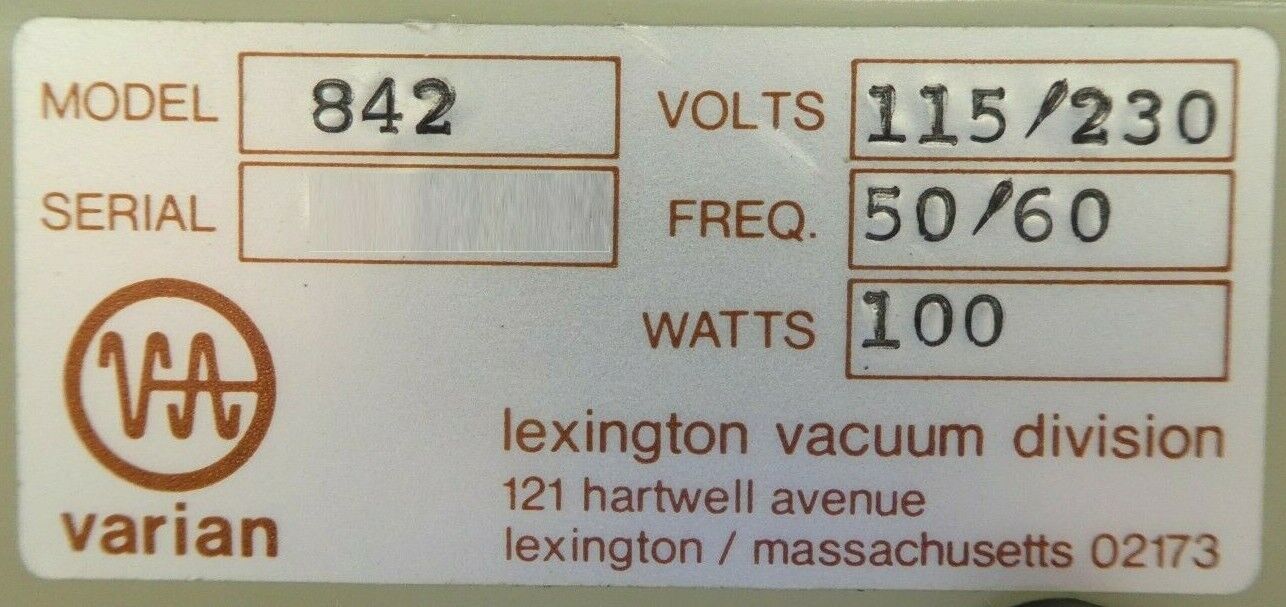 MODEL 842 VOLTS 115/230
SERIAL FREQ. 50/60
WATTS 100
VA
varian
lexington vacuum division
121 hartwell avenue
lexington / massachusetts 02173